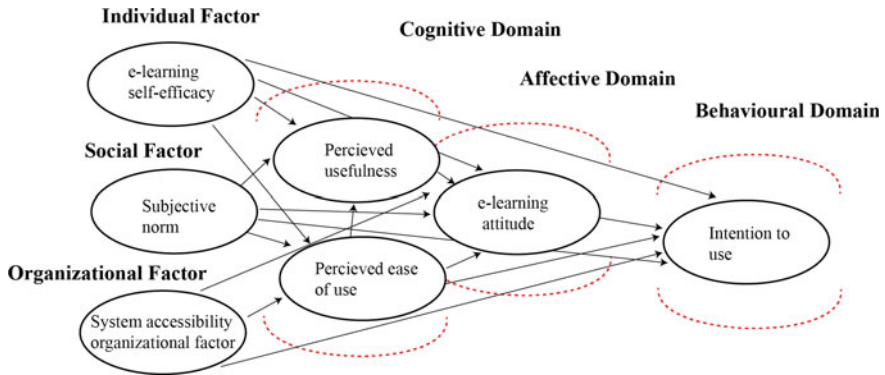 Individual Factor
Cognitive Domain
e-learning
self-efficacy
Affective Domain
Behavioural Domain
Social Factor
Percieved
usefulness
Subjective
norm
e-learning
attitude
Intention to
use
Organizational Factor
Percieved ease
of use
System accessibility
organizational factor